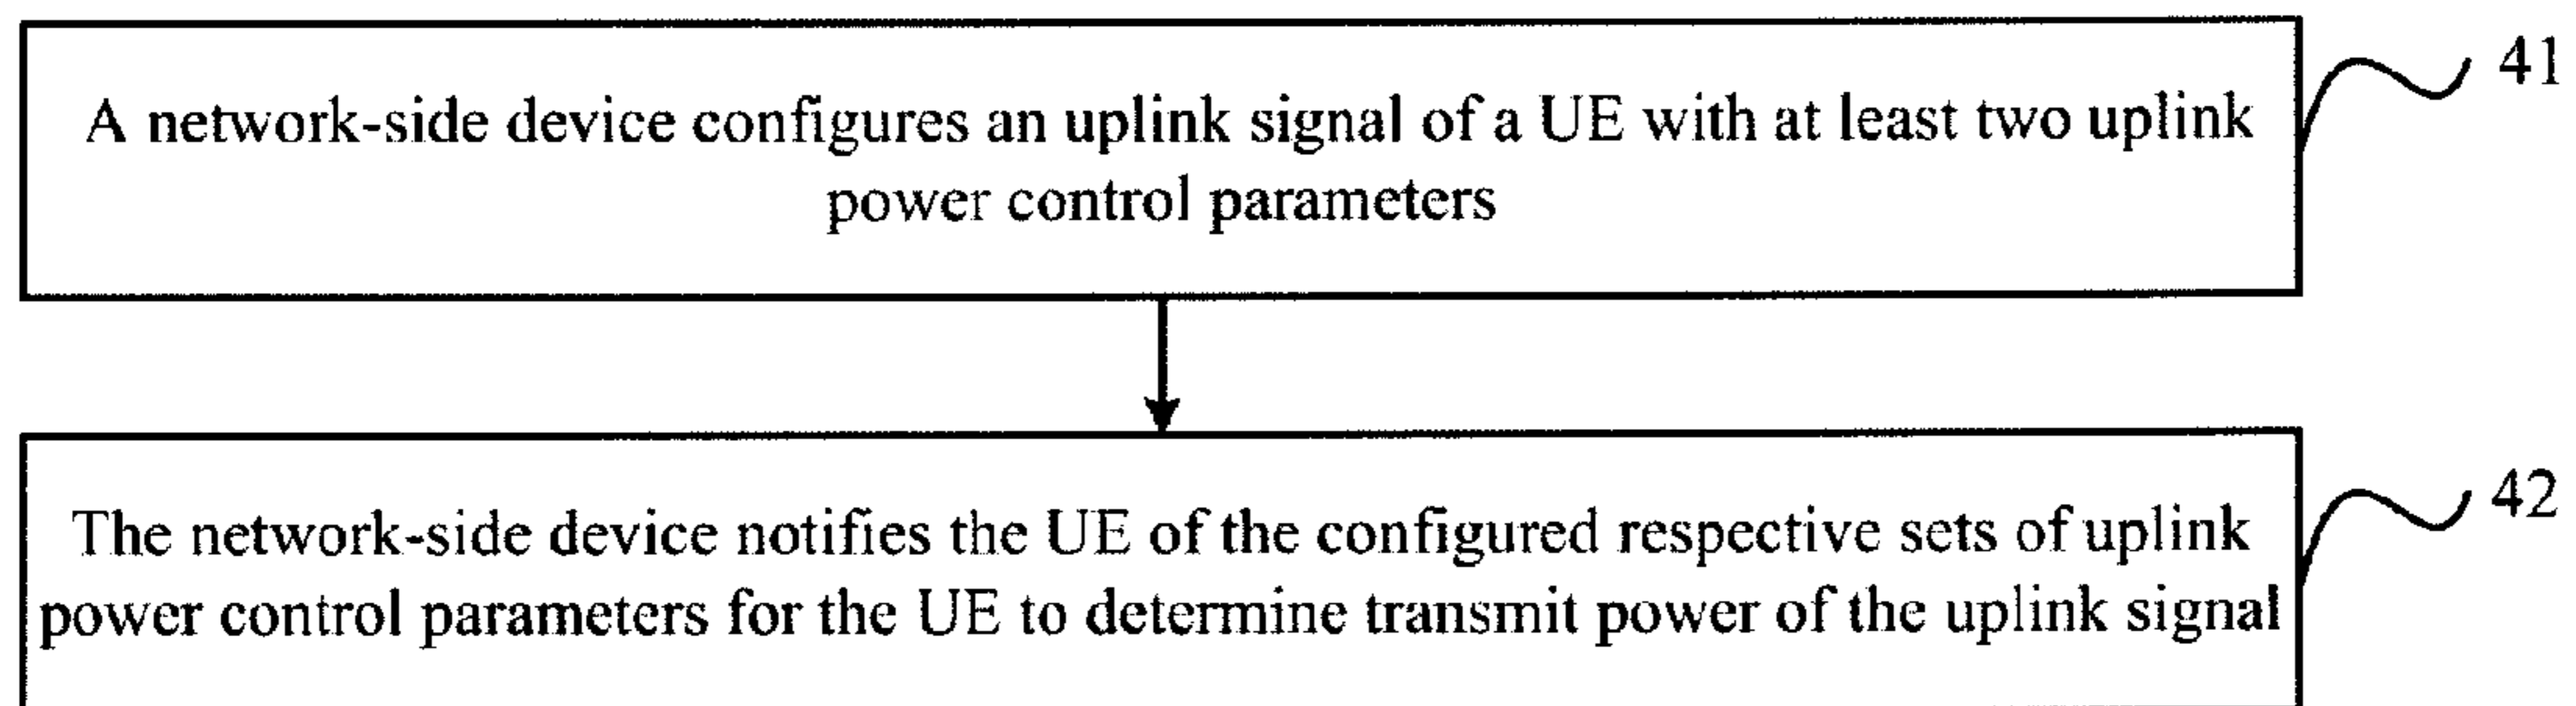 A network-side device configures an uplink signal of a UE with at least two uplink
power control parameters
41
The network-side device notifies the UE of the configured respective sets of uplink
power control parameters for the UE to determine transmit power of the uplink signal
42